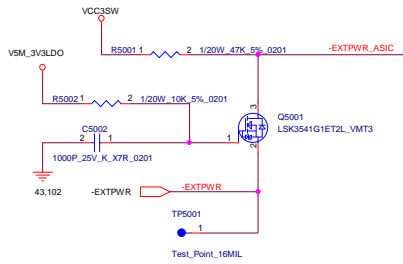 VCC3SW
R5001 1 2 1/20W_47K_5%_0201
-EXTPWR_ASIC
V5M_3V3LDO
R5002 1 2 1/20W_10K_5%_0201
3
Q5001
LSK3541G1ET2L_VMT3
C5002
2 1
1
2
1000P_25V_K_X7R_0201
43,102
-EXTPWR
-EXTPWR
TP5001
1
Test_Point_16MIL